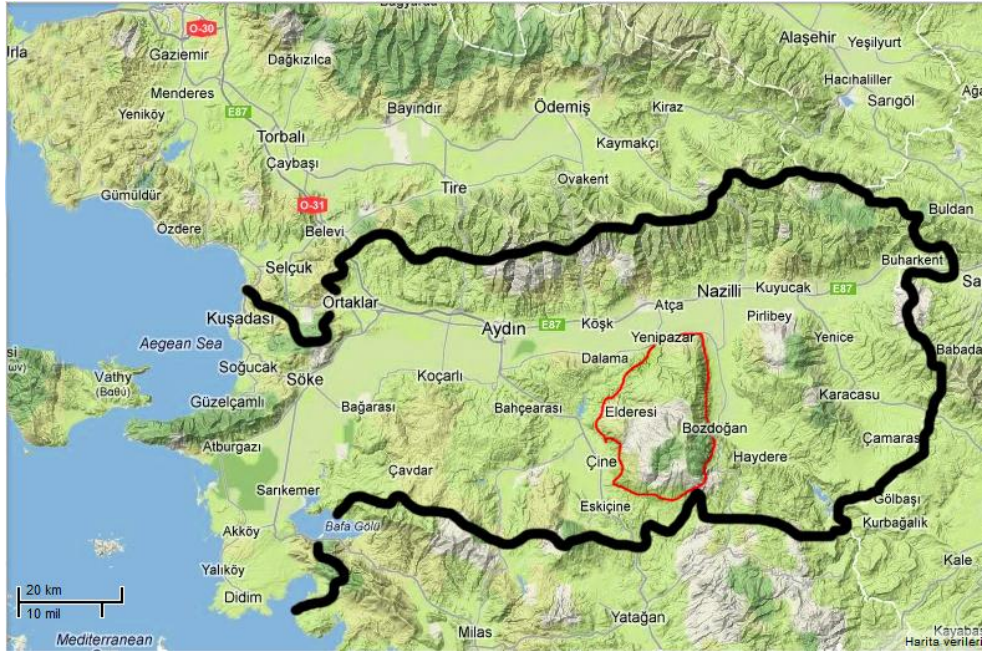 Bağyurdu
O-30
Urla
Gaziemir
Dağkızılca
Alaşehir
Yeşilyurt
Hacıhaliller
Sarıgöl
Menderes
E87
Yeniköy
Bayındır
Ödemiş
Kiraz
Torbalı
Kaymakçı
Çaybaşı
Tire
Ovakent
Gümüldür
O-31
Özdere
Belevi
Buldan
Selçuk
Buharkent
Ortaklar
Nazilli
Kuyucak
E87
Kuşadası
Atça
Pirlibey
Aydın
E87
Köşk
Aegean Sea
Yenipazar
Yenice
Dalama
Soğucak
Söke
Koçarlı
Vathy
(Βαθύ)
Karacasu
Güzelçamlı
Bağarası
Bahçearası
Elderesi
Bozdoğan
Çamarası
Atburgazı
Çavdar
Çine
Haydere
Sarıkemer
Gölbaşı
Eskiçine
Akköy
Bafa Gölü
Kurbağalık
Yalıköy
Kale
20 km
Didim
10 mil
Yatağan
Milas
Mediterranean
Harita verileri